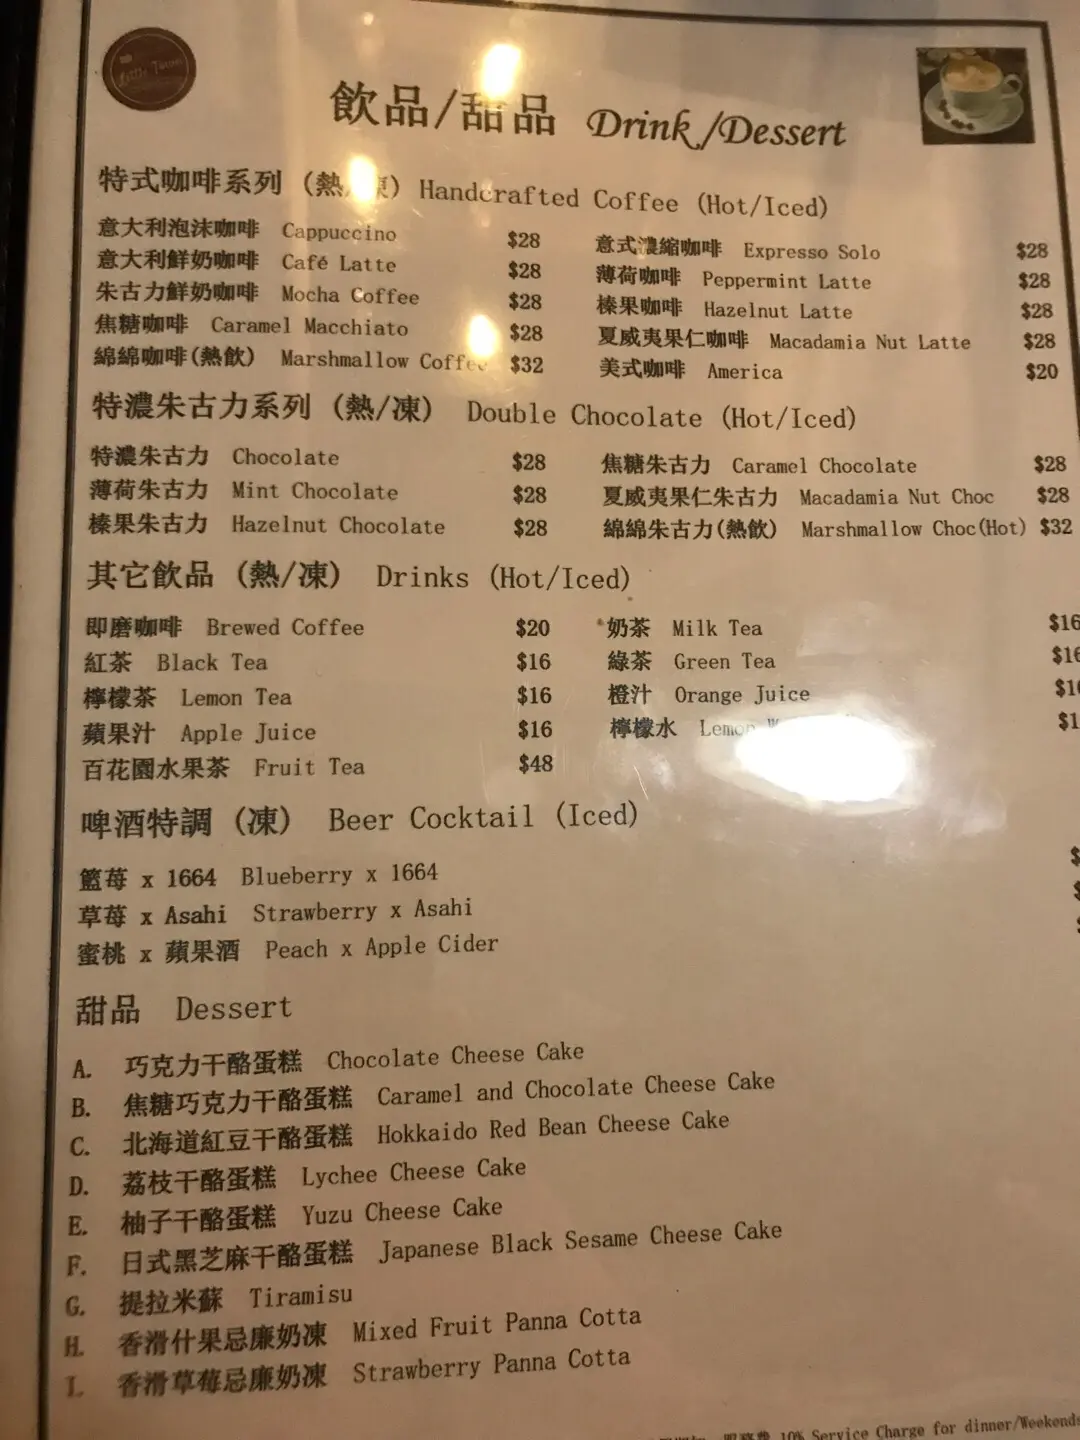 Little Town
飲品/甜品 Drink/Dessert
特式咖啡系列 (熱/凍) Handcrafted Coffee (Hot/Iced)
意大利泡沫咖啡 Cappuccino $28
意式濃縮咖啡 Expresso Solo $28
意大利鮮奶咖啡 Café Latte $28
薄荷咖啡 Peppermint Latte $28
朱古力鮮奶咖啡 Mocha Coffee $28
榛果咖啡 Hazelnut Latte $28
焦糖咖啡 Caramel Macchiato $28
夏威夷果仁咖啡 Macadamia Nut Latte $28
綿綿咖啡(熱飲) Marshmallow Coffee $32
美式咖啡 America $20
特濃朱古力系列 (熱/凍) Double Chocolate (Hot/Iced)
特濃朱古力 Chocolate $28
焦糖朱古力 Caramel Chocolate $28
薄荷朱古力 Mint Chocolate $28
夏威夷果仁朱古力 Macadamia Nut Choc $28
榛果朱古力 Hazelnut Chocolate $28
綿綿朱古力(熱飲) Marshmallow Choc(Hot) $32
其它飲品 (熱/凍) Drinks (Hot/Iced)
即磨咖啡 Brewed Coffee $20
*奶茶 Milk Tea $16
紅茶 Black Tea $16
綠茶 Green Tea $16
檸檬茶 Lemon Tea $16
橙汁 Orange Juice
蘋果汁 Apple Juice $16
檸檬水 Lemon
百花園水果茶 Fruit Tea $48
啤酒特調 (凍) Beer Cocktail (Iced)
籃莓 x 1664 Blueberry x 1664
草莓 x Asahi Strawberry x Asahi
蜜桃 x 蘋果酒 Peach x Apple Cider
甜品 Dessert
A. 巧克力干酪蛋糕 Chocolate Cheese Cake
B. 焦糖巧克力干酪蛋糕 Caramel and Chocolate Cheese Cake
C. 北海道紅豆干酪蛋糕 Hokkaido Red Bean Cheese Cake
D. 荔枝干酪蛋糕 Lychee Cheese Cake
E. 柚子干酪蛋糕 Yuzu Cheese Cake
F. 日式黑芝麻干酪蛋糕 Japanese Black Sesame Cheese Cake
G. 提拉米蘇 Tiramisu
H. 香滑什果忌廉奶凍 Mixed Fruit Panna Cotta
I. 香滑草莓忌廉奶凍 Strawberry Panna Cotta
服務費 10% Service Charge for dinner/Weekends